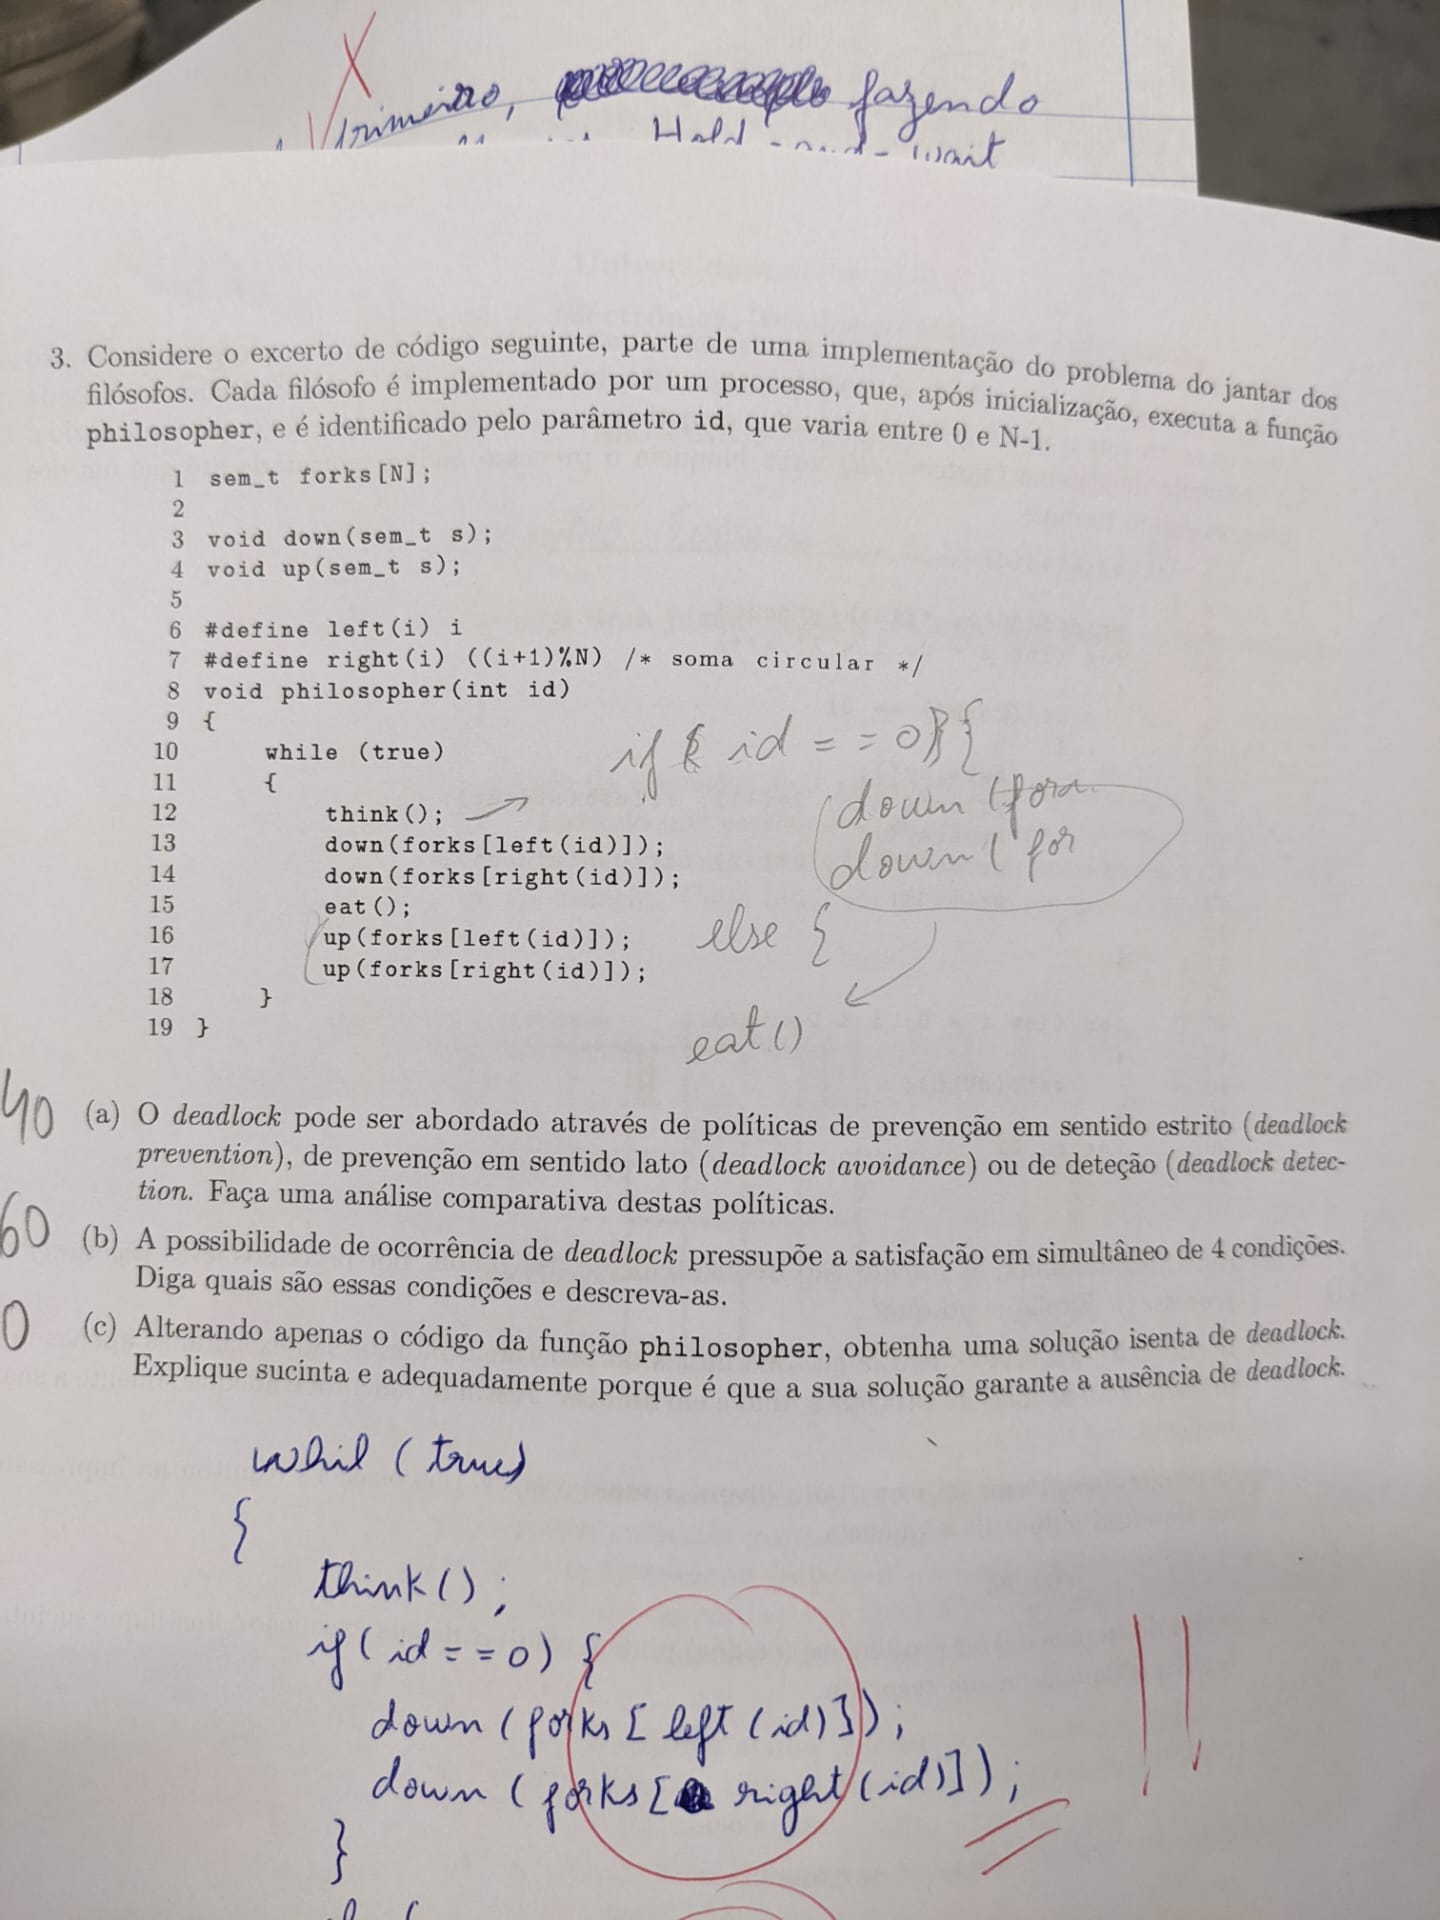 Primeiro, fazendo
Hold-and-wait
3. Considere o excerto de código seguinte, parte de uma implementação do problema do jantar dos
filósofos. Cada filósofo é implementado por um processo, que, após inicialização, executa a função
philosopher, e é identificado pelo parâmetro id, que varia entre 0 e N-1.
1 sem_t forks[N];
2
3 void down(sem_t s);
4 void up(sem_t s);
5
6 #define left(i) i
7 #define right(i) ((i+1)%N) /* soma circular */
8 void philosopher(int id)
9 {
10 while (true)
11 {
12 think();
13 down(forks[left(id)]);
14 down(forks[right(id)]);
15 eat();
16 up(forks[left(id)]);
17 up(forks[right(id)]);
18 }
19 }
if ( id == 0) {
down (for
down ( for
else {
eat()
40 (a) O deadlock pode ser abordado através de políticas de prevenção em sentido estrito (deadlock
prevention), de prevenção em sentido lato (deadlock avoidance) ou de deteção (deadlock detec-
tion. Faça uma análise comparativa destas políticas.
60 (b) A possibilidade de ocorrência de deadlock pressupõe a satisfação em simultâneo de 4 condições.
Diga quais são essas condições e descreva-as.
0 (c) Alterando apenas o código da função philosopher, obtenha uma solução isenta de deadlock.
Explique sucinta e adequadamente porque é que a sua solução garante a ausência de deadlock.
whil (true)
{
think();
if( id == 0) {
down (forks [ left (id)]);
down (forks[ right (id)]);
}
!!